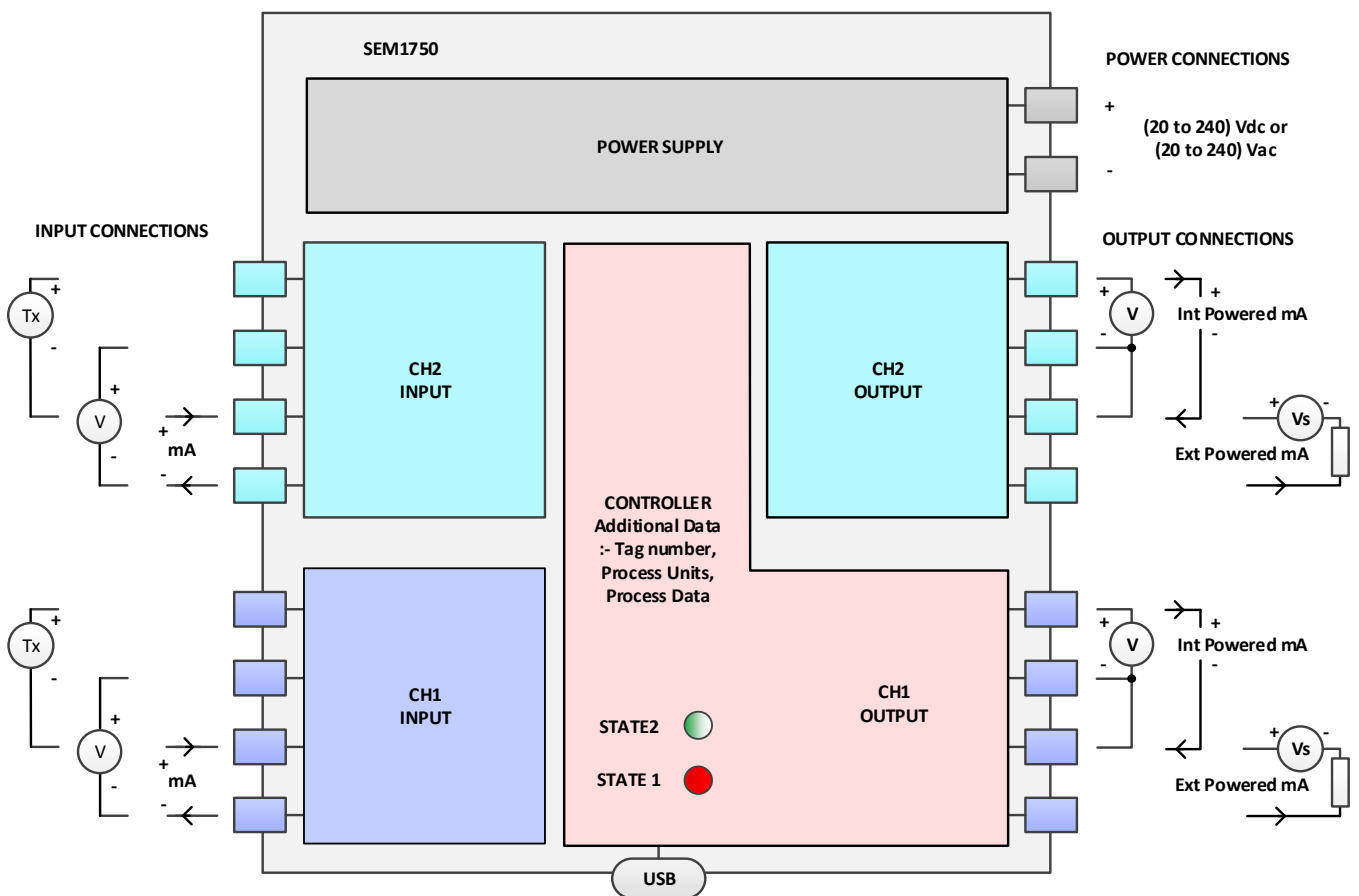 SEM1750
POWER CONNECTIONS
POWER SUPPLY
+
(20 to 240) Vdc or
(20 to 240) Vac
-
INPUT CONNECTIONS
OUTPUT CONNECTIONS
+
Tx
-
+
V
-
+
mA
-
CH2
INPUT
CH2
OUTPUT
+
V
-
+
Int Powered mA
-
+
Vs
-
Ext Powered mA
CONTROLLER
Additional Data
:- Tag number,
Process Units,
Process Data
+
Tx
-
+
V
-
+
mA
-
CH1
INPUT
CH1
OUTPUT
STATE2
STATE 1
+
V
-
+
Int Powered mA
-
+
Vs
-
Ext Powered mA
USB